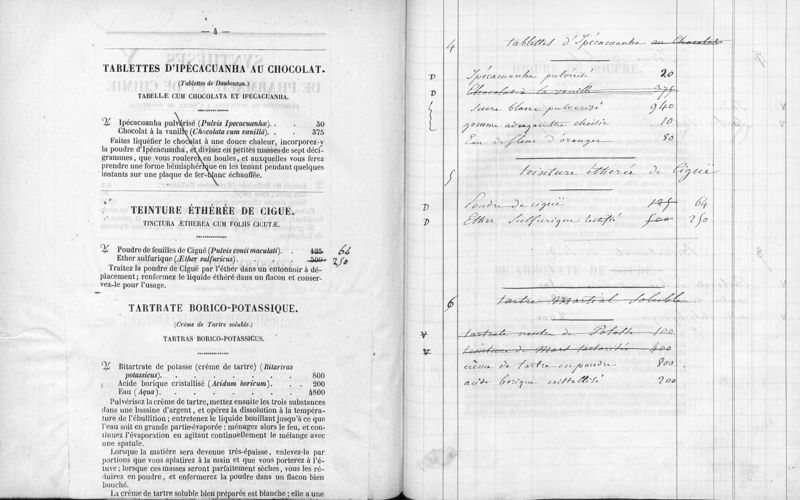 — 4 —
TABLETTES D'IPÉCACUANHA AU CHOCOLAT.
(Tablettes de Daubenton.)
TABELLÆ CUM CHOCOLATA ET IPECACUANHA.
♃ Ipécacuanha pulvérisé (Pulvis Ipecacuanhæ). . . 30
Chocolat à la vanille (Chocolata cum vanillâ) . . 375
Faites liquéfier le chocolat à une douce chaleur, incorporez-y
la poudre d'Ipécacuanha, et divisez en petites masses de sept déci-
grammes, que vous roulerez en boules, et auxquelles vous ferez
prendre une forme hémisphérique en les tenant pendant quelques
instants sur une plaque de fer-blanc échauffée.
TEINTURE ÉTHÉRÉE DE CIGUE.
TINCTURA ÆTHEREA CUM FOLIIS CICUTÆ.
♃ Poudre de feuilles de Ciguë (Pulvis conii maculati). . 125 64
Ether sulfurique (Æther sulfuricus). . . . 500 250
Traitez la poudre de Ciguë par l'éther dans un entonnoir à dé-
placement; renfermez le liquide éthéré dans un flacon et conser-
vez-le pour l'usage.
TARTRATE BORICO-POTASSIQUE.
(Crème de Tartre soluble.)
TARTRAS BORICO-POTASSICUS.
♃ Bitartrate de potasse (crème de tartre) (Bitartras
potassicus). . . . . . . . 800
Acide borique cristallisé (Acidum boricum). . . 200
Eau (Aqua). . . . . . . . 4800
Pulvérisez la crème de tartre, mettez ensuite les trois substances
dans une bassine d'argent, et opérez la dissolution à la tempéra-
ture de l'ébullition; entretenez le liquide bouillant jusqu'à ce que
l'eau soit en grande partie évaporée; ménagez alors le feu, et con-
tinuez l'évaporation en agitant continuellement le mélange avec
une spatule.
Lorsque la matière sera devenue très-épaisse, enlevez-la par
portions que vous aplatirez à la main et que vous porterez à l'é-
tuve; lorsque ces masses seront parfaitement sèches, vous les ré-
duirez en poudre, et enfermerez la poudre dans un flacon bien
bouché.
La crème de tartre soluble bien préparée est blanche; elle a une
4 tablettes d'Ipécacuanha au Chocolat
D Ipécacuanha pulvérisé 20
D Chocolat à la vanille 375
Sucre blanc pulvérisé 940
gomme adragante choisie 10
Eau de fleur d'oranger 80
5 teinture éthérée de Ciguë
D Poudre de ciguë 125 64
D Ether Sulfurique rectifié 500 250
6 tartre Martial Soluble
V tartrate neutre de Potasse 100
V teinture de Mars tartarisée 400
crème de tartre en poudre 800
acide borique cristallisé 200